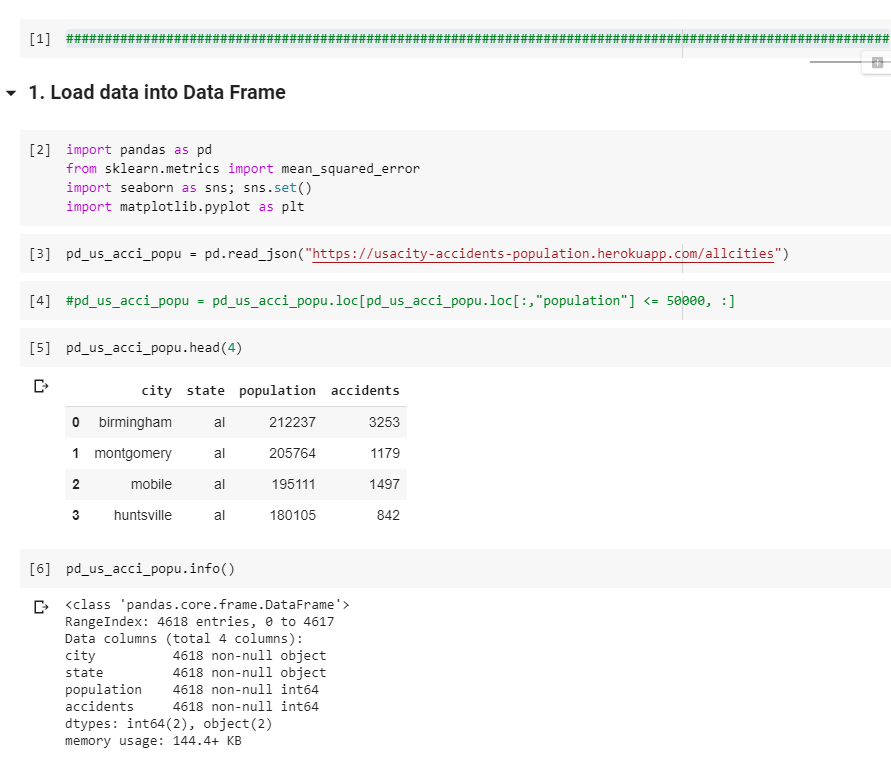 [1] ###########################################################################################################
1. Load data into Data Frame
[2] import pandas as pd
from sklearn.metrics import mean_squared_error
import seaborn as sns; sns.set()
import matplotlib.pyplot as plt
[3] pd_us_acci_popu = pd.read_json("https://usacity-accidents-population.herokuapp.com/allcities")
[4] #pd_us_acci_popu = pd_us_acci_popu.loc[pd_us_acci_popu.loc[:,"population"] <= 50000, :]
[5] pd_us_acci_popu.head(4)
city state population accidents
0 birmingham al 212237 3253
1 montgomery al 205764 1179
2 mobile al 195111 1497
3 huntsville al 180105 842
[6] pd_us_acci_popu.info()
<class 'pandas.core.frame.DataFrame'>
RangeIndex: 4618 entries, 0 to 4617
Data columns (total 4 columns):
city 4618 non-null object
state 4618 non-null object
population 4618 non-null int64
accidents 4618 non-null int64
dtypes: int64(2), object(2)
memory usage: 144.4+ KB